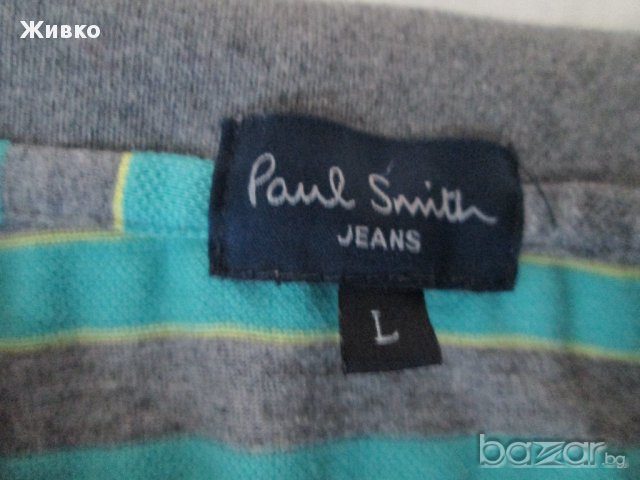 Живко
Paul Smith
JEANS
L
bazar.bg